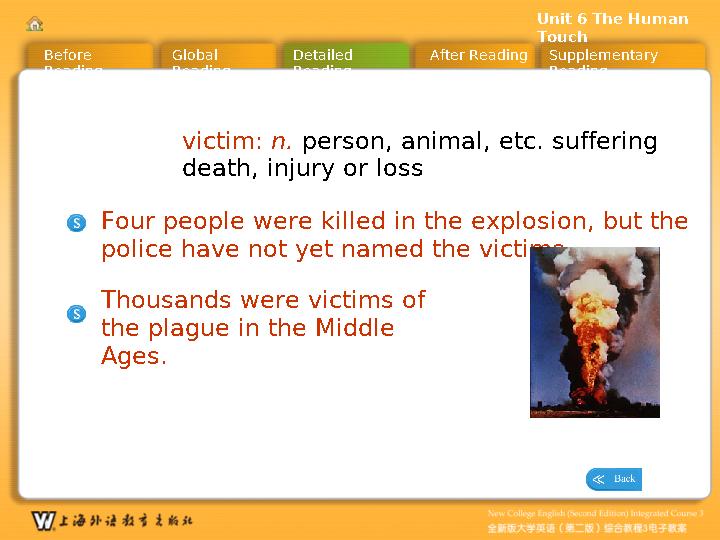 Unit 6 The Human
Touch
Before
Reading
Global
Reading
Detailed
Reading
After Reading
Supplementary
Reading
victim: n. person, animal, etc. suffering
death, injury or loss
S
Four people were killed in the explosion, but the
police have not yet named the victims.
S
Thousands were victims of
the plague in the Middle
Ages.
Back
W 上海外语教育出版社
New College English (Second Edition) Integrated Course 3
全新版大学英语(第二版)综合教程3电子教案